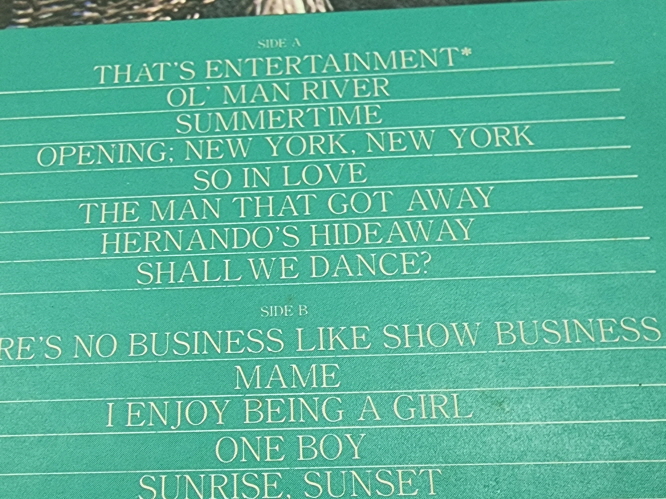 SIDE A
THAT'S ENTERTAINMENT*
OL' MAN RIVER
SUMMERTIME
OPENING; NEW YORK, NEW YORK
SO IN LOVE
THE MAN THAT GOT AWAY
HERNANDO'S HIDEAWAY
SHALL WE DANCE?
SIDE B
RE'S NO BUSINESS LIKE SHOW BUSINESS
MAME
I ENJOY BEING A GIRL
ONE BOY
SUNRISE, SUNSET